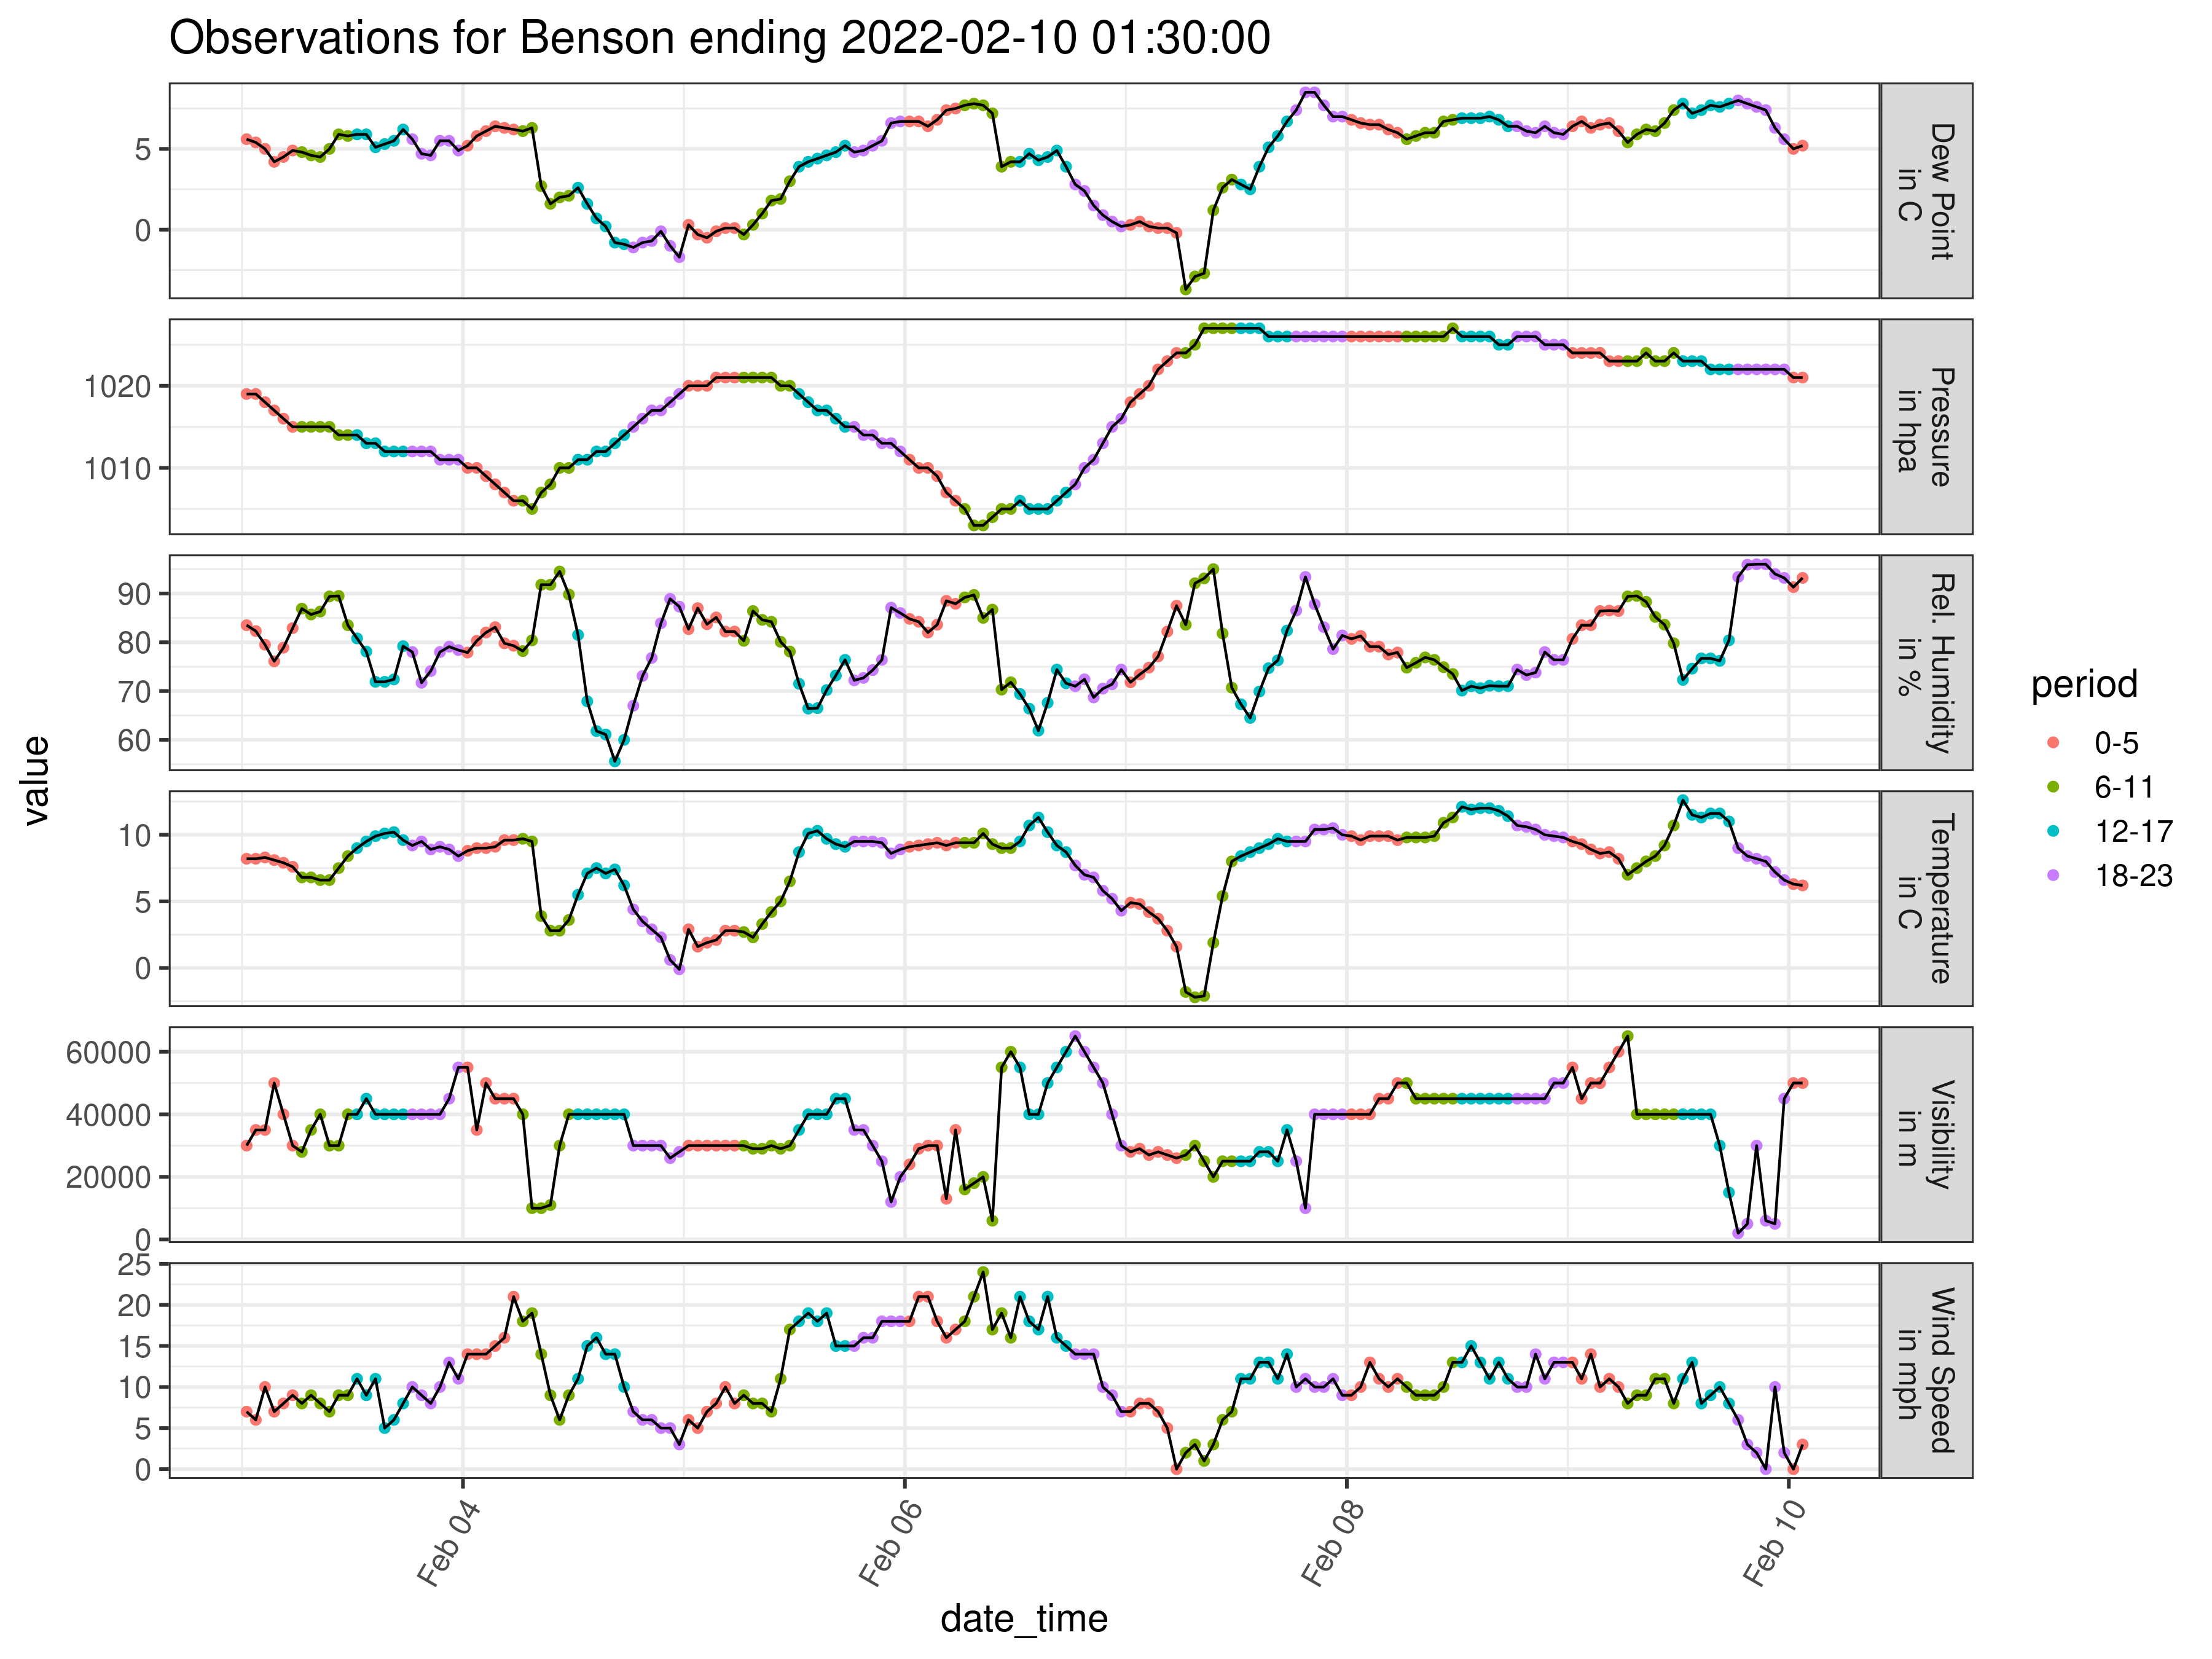 Observations for Benson ending 2022-02-10 01:30:00
value
5
0
Dew Point
in C
1020
1010
Pressure
in hpa
90
80
70
60
Rel. Humidity
in %
10
5
0
Temperature
in C
60000
40000
20000
0
Visibility
in m
25
20
15
10
5
0
Wind Speed
in mph
Feb 04
Feb 06
Feb 08
Feb 10
date_time
period
0-5
6-11
12-17
18-23